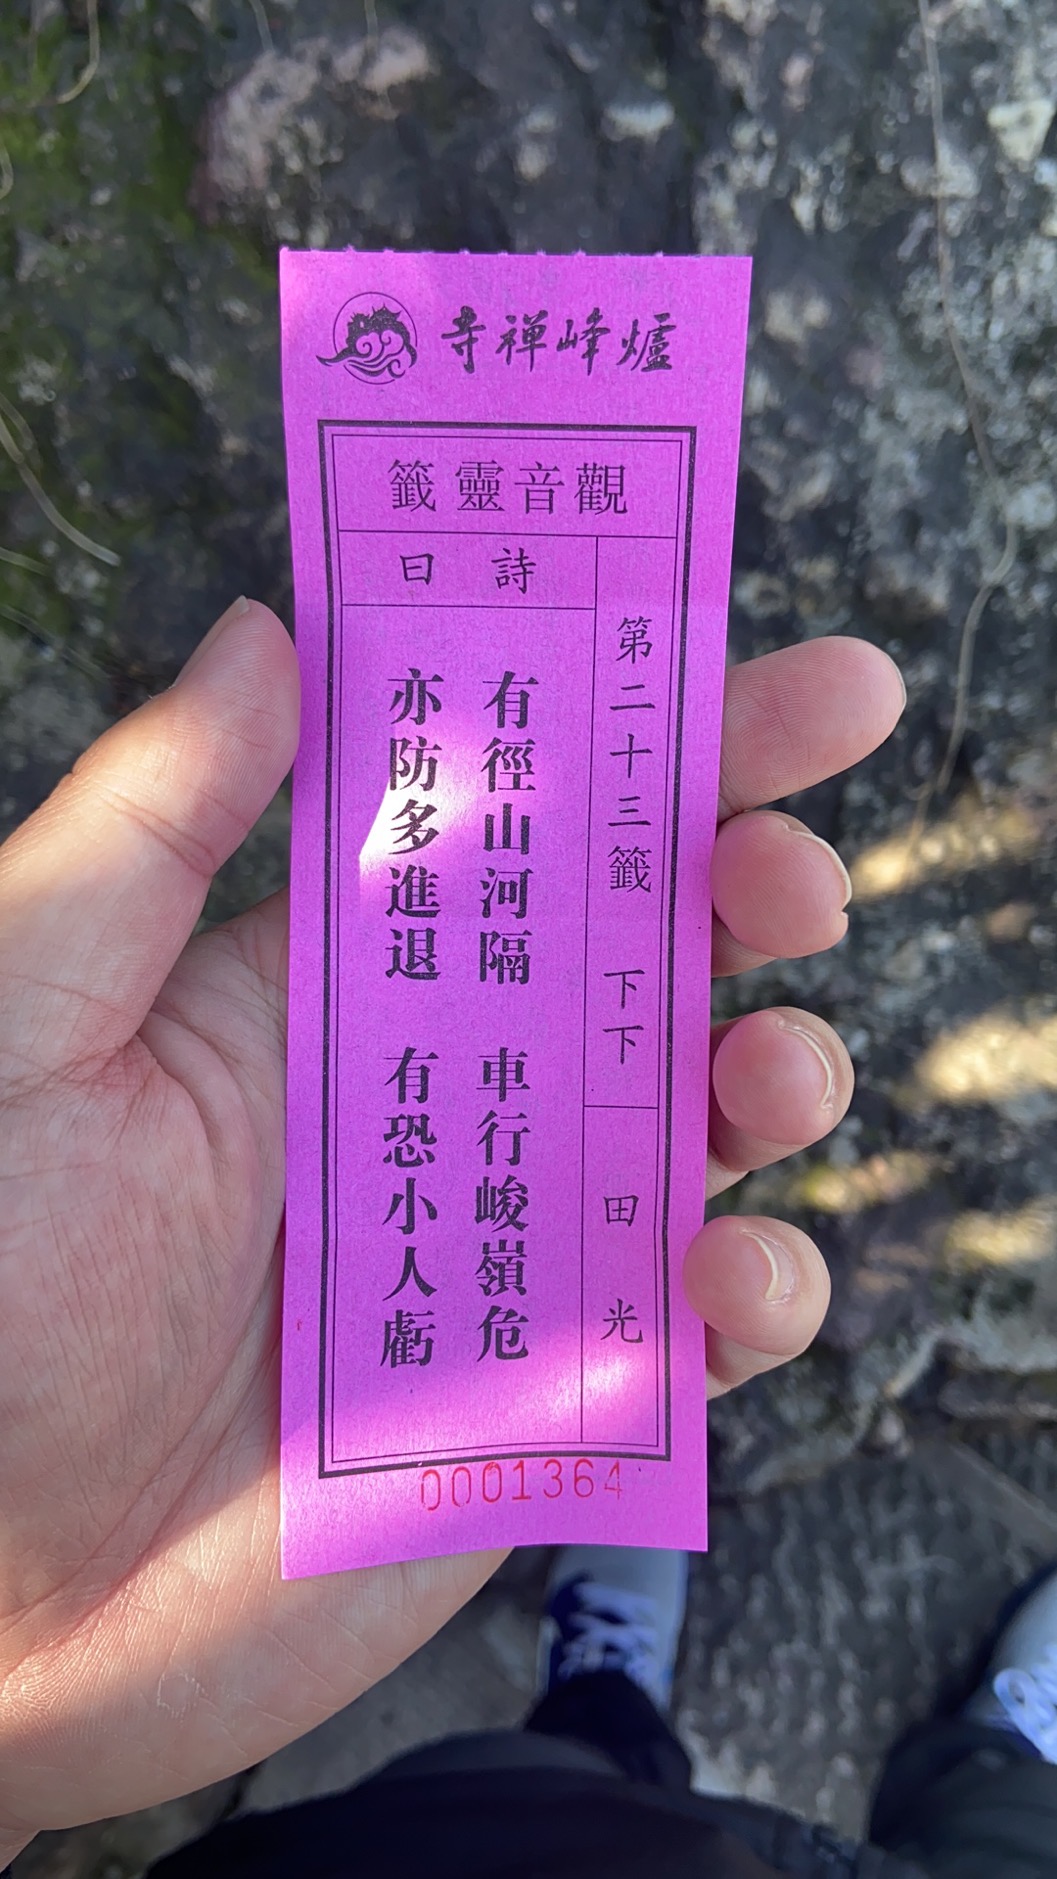 爐峰禅寺
觀音靈籤
第二十三籤 下下
田光
詩曰
有徑山河隔 車行峻嶺危
亦防多進退 有恐小人虧
0001364